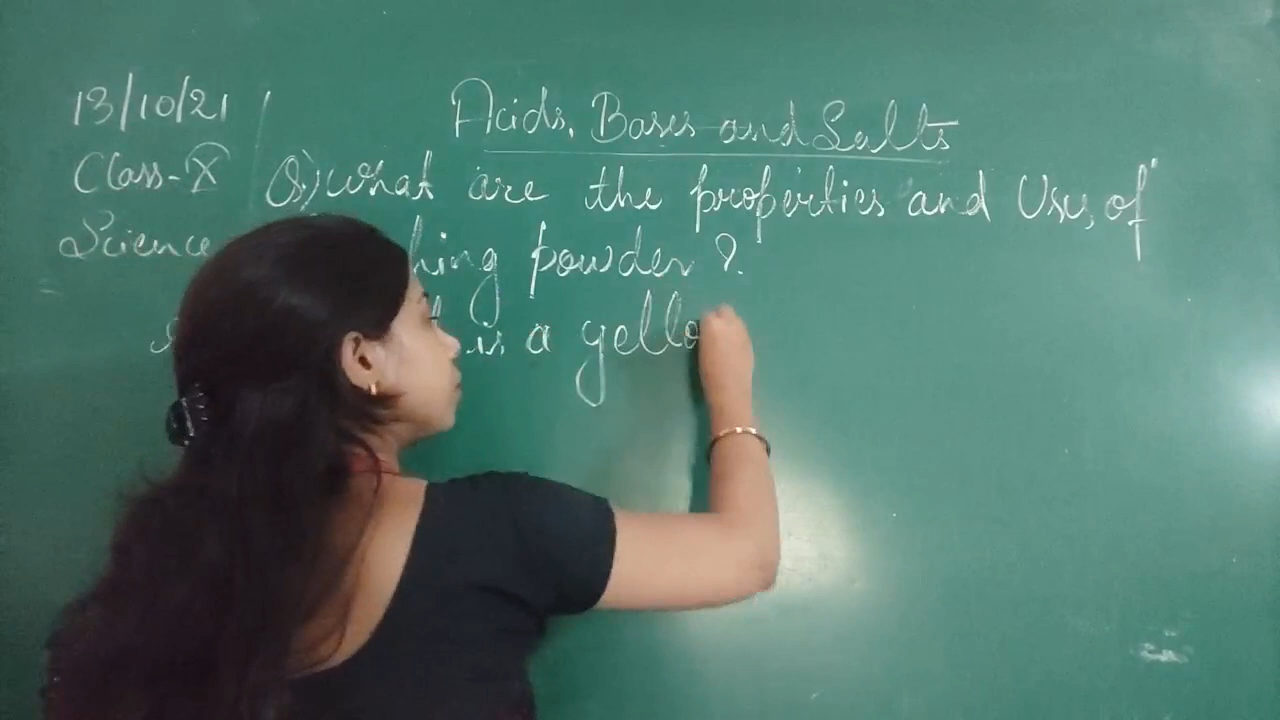 13/10/21
Acids, Bases and Salts
Class-X
Q) what are the properties and Uses of
Science
hing powder ?
is a yello